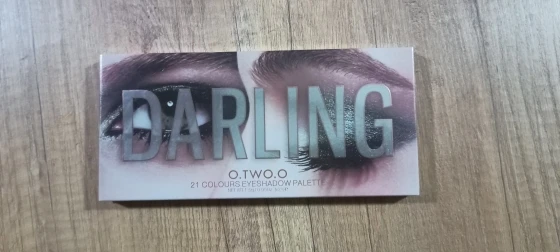 DARLING
O.TWO.O
21 COLOURS EYESHADOW PALETTE